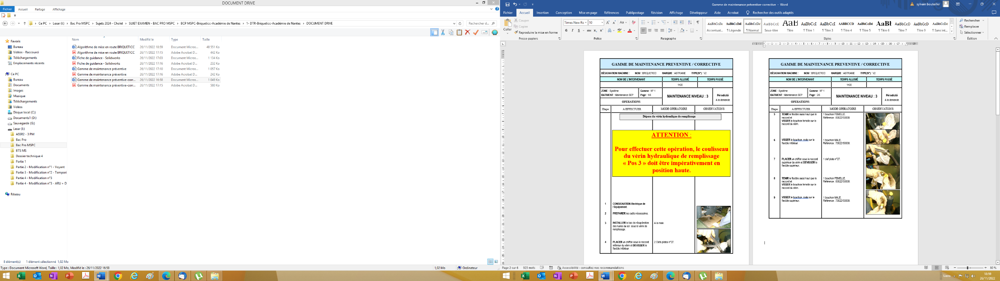 DOCUMENT DRIVE
Fichier Accueil Partage Affichage
Ce PC Lexar (I:) Bac Pro MSPC Sujets 2024 - Cholet SUJET EXAMEN - BAC PRO MSPC BCP MSPC-Briqueticc-Académie de Nantes 1- DTR-Briqueticc-Académie de Nantes DOCUMENT DRIVE
Rechercher d...
Nom Modifié le Type Taille
Algorithme de mise en route BRIQUETICC 26/11/2022 18:59 Document Micros... 48 551 Ko
Algorithme de mise en route BRIQUETICC 26/11/2022 17:15 Adobe Acrobat D... 442 Ko
Fiche de guidance - Solidworks 26/11/2022 17:03 Document Micros... 1 134 Ko
Fiche de guidance - Solidworks 26/11/2022 17:16 Adobe Acrobat D... 232 Ko
Gamme de maintenance préventive 26/11/2022 17:10 Document Micros... 1 057 Ko
Gamme de maintenance préventive 26/11/2022 17:16 Adobe Acrobat D... 242 Ko
Gamme de maintenance préventive-corr... 26/11/2022 16:58 Document Micros... 1 049 Ko
Gamme de maintenance préventive-corr... 26/11/2022 17:15 Adobe Acrobat D... 580 Ko
Favoris
Bureau
Vidéos - Raccourci
Téléchargements
Emplacements récents
Ce PC
Bureau
Documents
Images
Musique
Téléchargements
Vidéos
Disque local (C:)
Documents1 (D:)
Sauvegarde (G:)
Lexar (I:)
ASSR2 - 3 PM
Bac Pro
Bac Pro MSPC
BTS MS
Dossier technique 4
Partie 1
Partie 2 - Modification n°1 - Voyant
Partie 3 - Modification n°2 - Tempori
Partie 4 - Modification n°3
Partie 4 - Modification n°3 - ARU + D
Réseau
8 élément(s) 1 élément sélectionné 1,02 Mo
Type : Document Microsoft Word, Taille : 1,02 Mo, Modifié le : 26/11/2022 16:58
1,02 Mo Ordinateur
Gamme de maintenance préventive-corrective - Word
sylvain bouteiller
Fichier Accueil Insertion Conception Mise en page Références Publipostage Révision Affichage Développeur Aide Acrobat Rechercher des outils adaptés
Coller
Couper
Copier
Reproduire la mise en forme
Presse-papiers
Times New Ro 10
Police
Paragraphe
Accentuat... Légende Normal Sous-titre Titre Titre 1 Titre 3 Titre 4 Titre 5 Titre 6 Titre 7 Titre 9 Sans int...
Styles
Rechercher
Remplacer
Sélectionner
Édition
GAMME DE MAINTENANCE PREVENTIVE / CORRECTIVE
DÉSIGNATION MACHINE : NOM : BRIQUETICC MARQUE : ASTRIANE TYPE(N°) : V2
NOM DE L'INTERVENANT TEMPS ALLOUÉ TEMPS PASSÉ
1h30
ZONE : Système
BATIMENT : Maintenance SEP
Gamme : N° 1
Page : 1/6
MAINTENANCE NIVEAU : 3
Périodicité
A la demande
OPERATIONS
Etape A EFFECTUER MODE OPERATOIRE OBSERVATIONS
Dépose du vérin hydraulique de remplissage
ATTENTION :
Pour effectuer cette opération, le coulisseau
du vérin hydraulique de remplissage
« Pos 3 » doit être impérativement en
position haute.
1 CONSIGNATION électrique de
l'équipement.
2 PREPARER les outils nécessaires.
3 INSTALLER le bac de récupération A la main.
des huiles au sol sous le vérin de
remplissage.
4 PLACER un chiffon sous le raccord 2 Clefs plates n°27.
inférieur du vérin et DEVISSER le
flexible inférieur.
GAMME DE MAINTENANCE PREVENTIVE / CORRECTIVE
DÉSIGNATION MACHINE : NOM : BRIQUETICC MARQUE : ASTRIANE TYPE(N°) : V2
NOM DE L'INTERVENANT TEMPS ALLOUÉ TEMPS PASSÉ
1h30
ZONE : Système
BATIMENT : Maintenance SEP
Gamme : N° 1
Page : 2/6
MAINTENANCE NIVEAU : 3
Périodicité
A la demande
OPERATIONS
Etape A EFFECTUER MODE OPERATOIRE OBSERVATIONS
5 TENIR le flexible aussi haut que le 1 bouchon FEMELLE.
raccord et Référence : 80022150000.
VISSER le bouchon femelle sur le
raccord du vérin.
6 VISSER le bouchon male sur le 1 bouchon MALE.
flexible inférieur. Référence : 70022150000.
7 PLACER un chiffon sous le raccord 1 clef plate n°27.
supérieur du vérin et DEVISSER le
flexible supérieur.
8 TENIR le flexible aussi haut que le 1 bouchon FEMELLE.
raccord et Référence : 80022150000.
VISSER le bouchon femelle sur le
raccord du vérin.
9 VISSER le bouchon male sur le 1 bouchon MALE.
flexible supérieur. Référence : 70022150000.
Page 2 sur 6 923 mots Accessibilité : consultez nos recommandations
80 %
Liens
18:59
26/11/2022